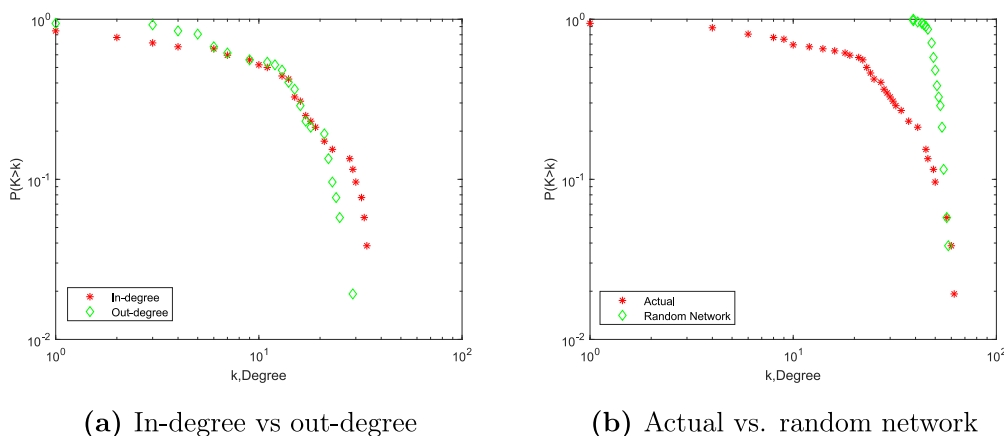 10^0
10^-1
10^-2
P(K>k)
In-degree
Out-degree
10^0 10^1 10^2
k,Degree
(a) In-degree vs out-degree
10^0
10^-1
10^-2
P(K>k)
Actual
Random Network
10^0 10^1 10^2
k,Degree
(b) Actual vs. random network